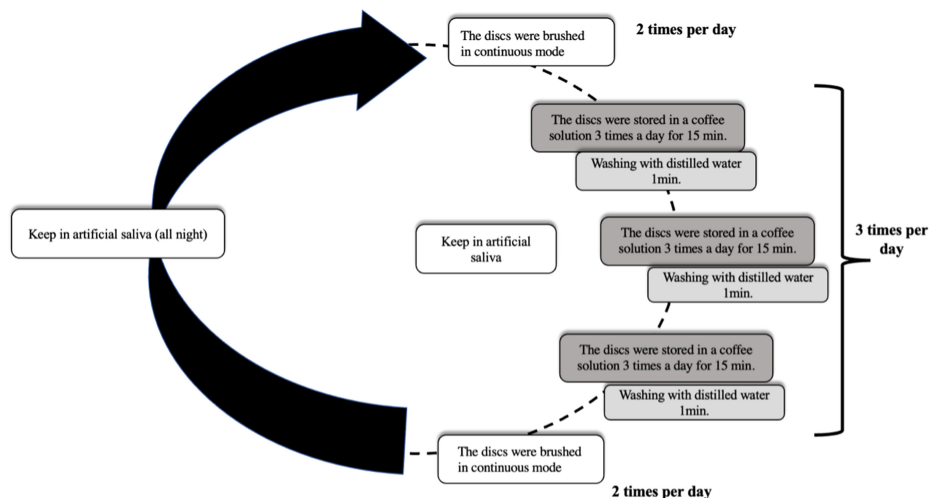 The discs were brushed
in continuous mode
2 times per day
The discs were stored in a coffee
solution 3 times a day for 15 min.
Washing with distilled water
1min.
Keep in artificial saliva (all night)
Keep in artificial
saliva
The discs were stored in a coffee
solution 3 times a day for 15 min.
3 times per
day
Washing with distilled water
1min.
The discs were stored in a coffee
solution 3 times a day for 15 min.
Washing with distilled water
1min.
The discs were brushed
in continuous mode
2 times per day